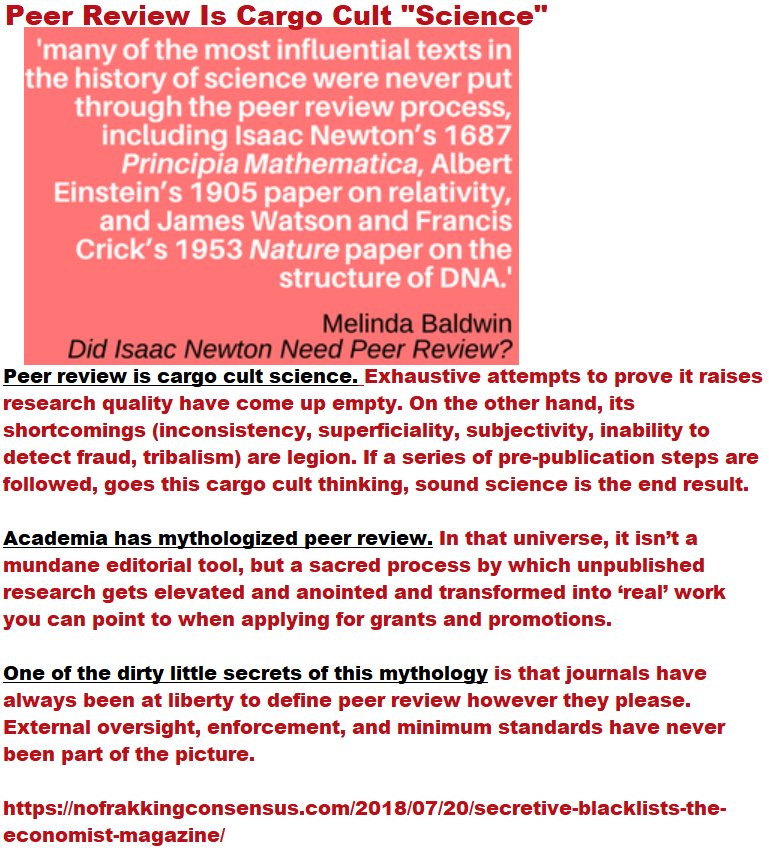 Peer Review Is Cargo Cult "Science"
'many of the most influential texts in
the history of science were never put
through the peer review process,
including Isaac Newton's 1687
Principia Mathematica, Albert
Einstein's 1905 paper on relativity,
and James Watson and Francis
Crick's 1953 Nature paper on the
structure of DNA.'
Melinda Baldwin
Did Isaac Newton Need Peer Review?
Peer review is cargo cult science. Exhaustive attempts to prove it raises
research quality have come up empty. On the other hand, its
shortcomings (inconsistency, superficiality, subjectivity, inability to
detect fraud, tribalism) are legion. If a series of pre-publication steps are
followed, goes this cargo cult thinking, sound science is the end result.
Academia has mythologized peer review. In that universe, it isn't a
mundane editorial tool, but a sacred process by which unpublished
research gets elevated and anointed and transformed into 'real' work
you can point to when applying for grants and promotions.
One of the dirty little secrets of this mythology is that journals have
always been at liberty to define peer review however they please.
External oversight, enforcement, and minimum standards have never
been part of the picture.
https://nofrakkingconsensus.com/2018/07/20/secretive-blacklists-the-
economist-magazine/